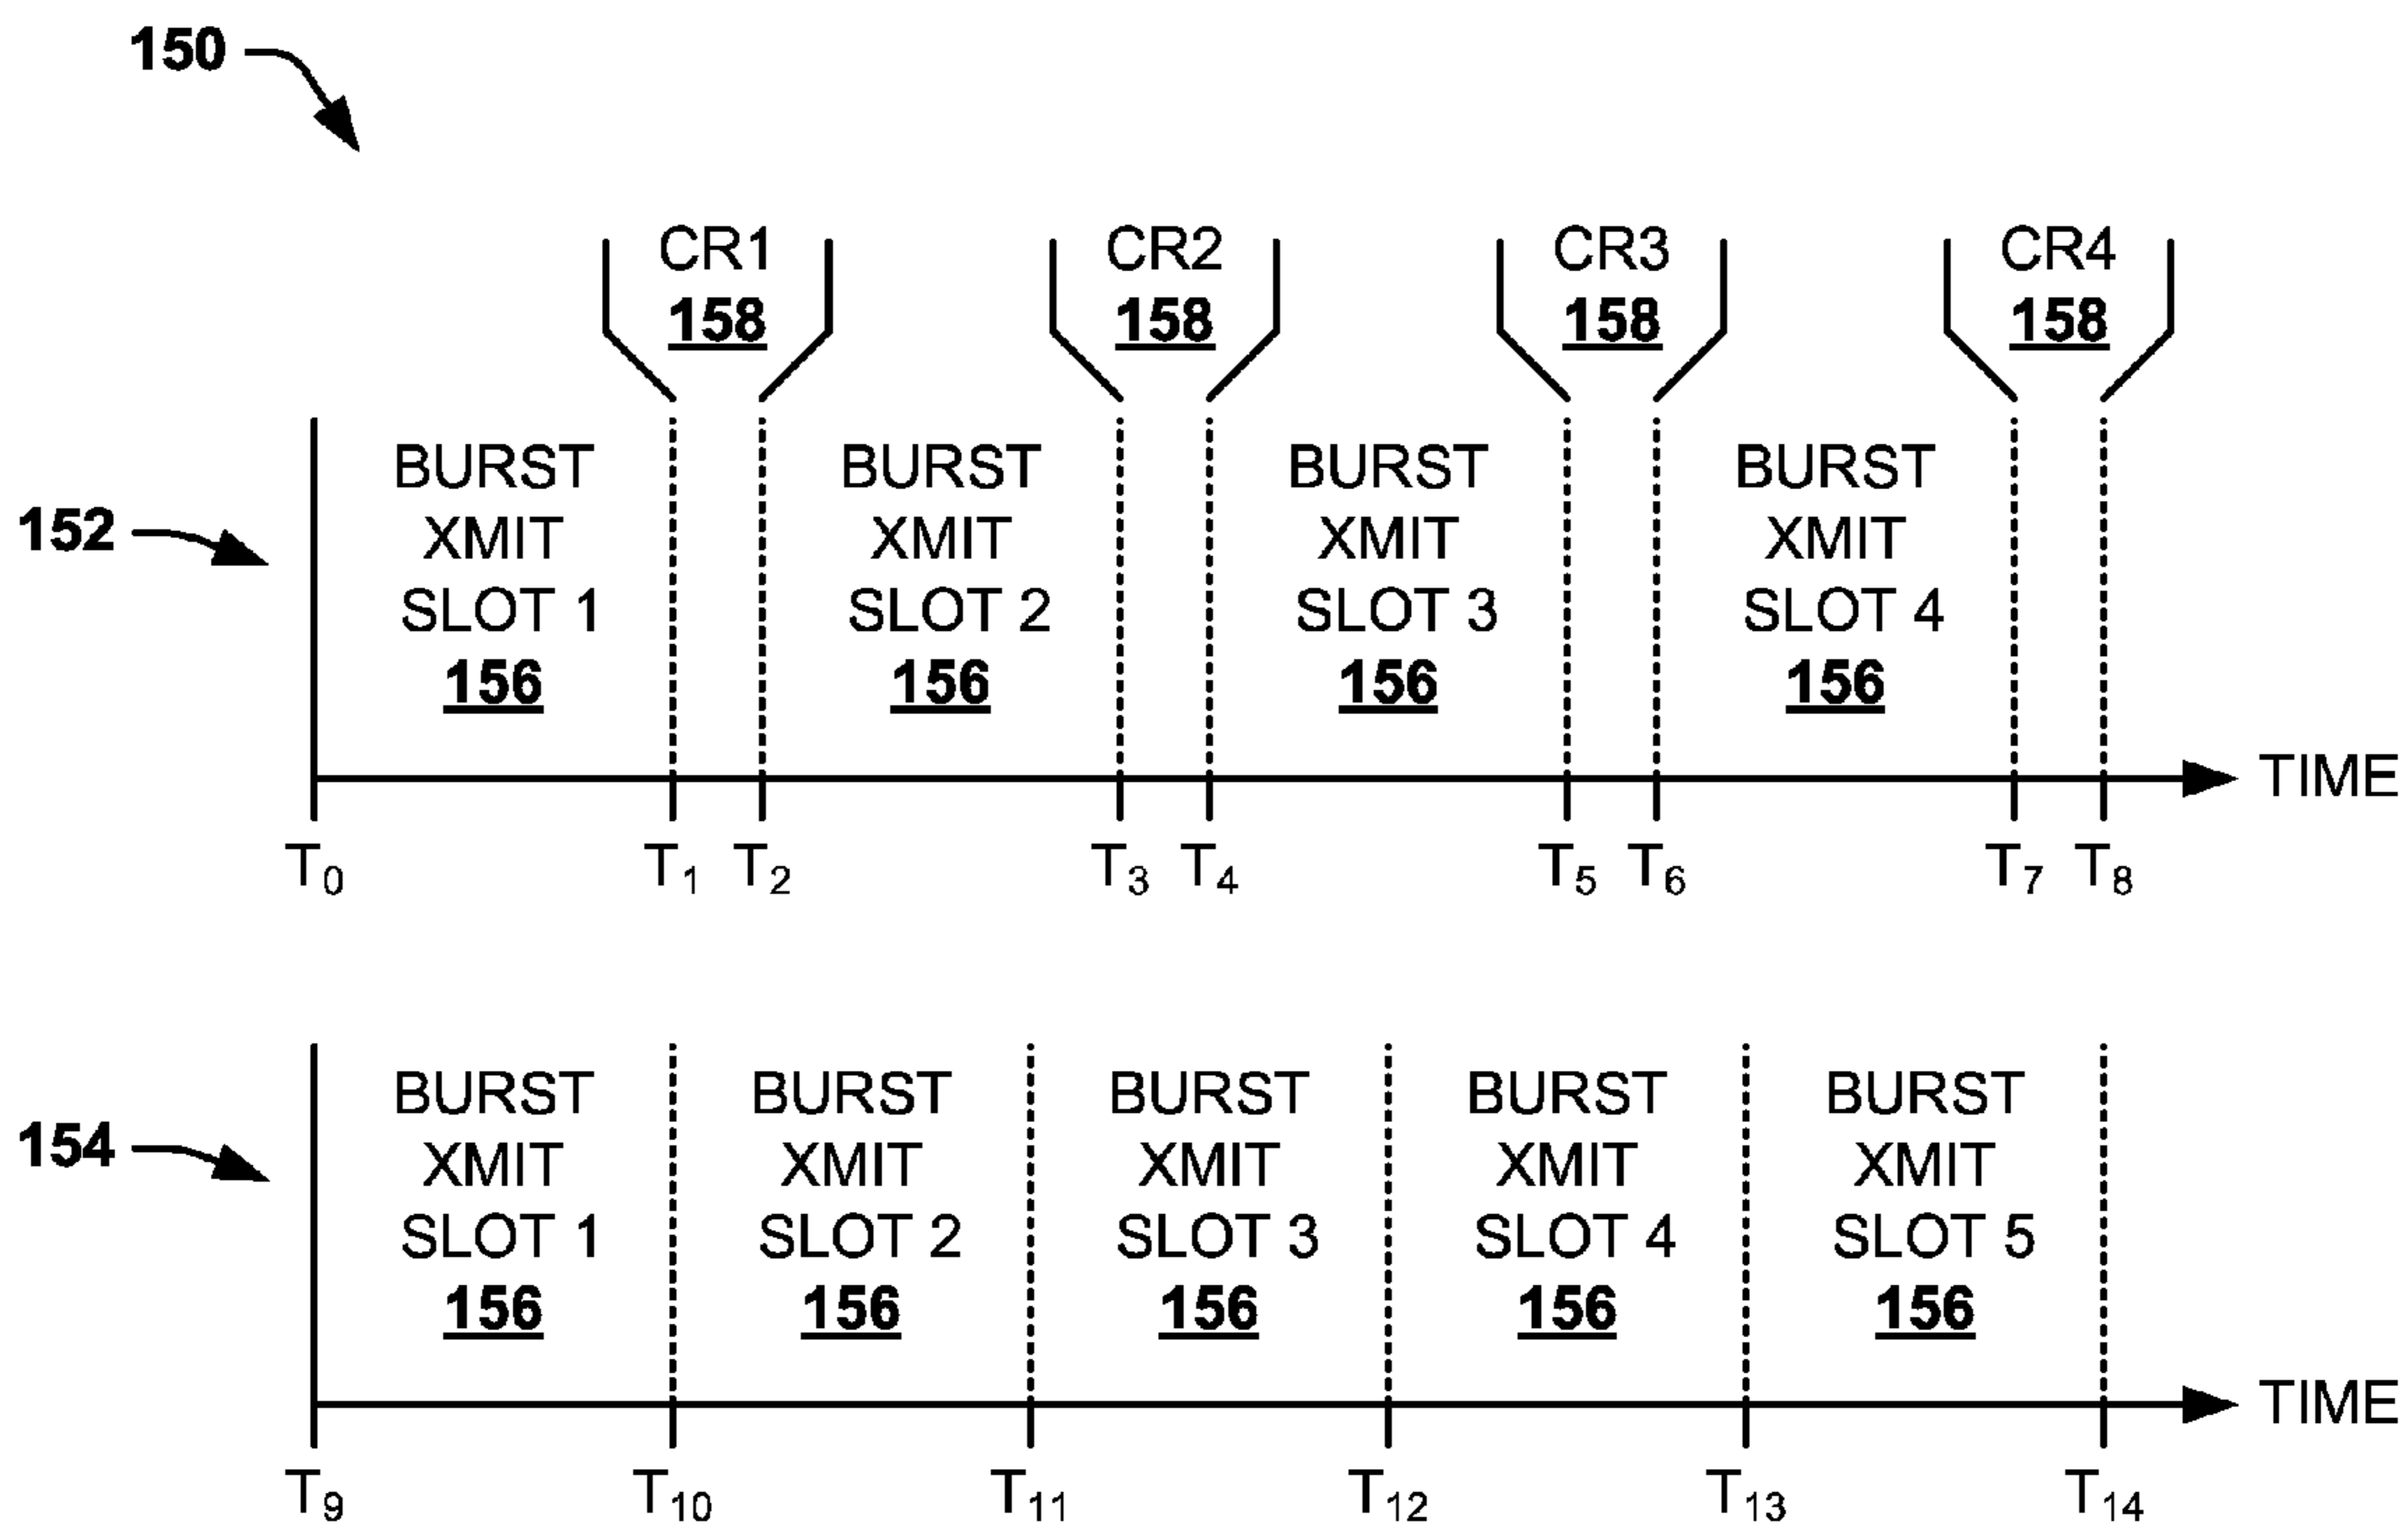 150
CR1 CR2 CR3 CR4
158 158 158 158
152
BURST BURST BURST BURST
XMIT XMIT XMIT XMIT
SLOT 1 SLOT 2 SLOT 3 SLOT 4
156 156 156 156
TIME
T0 T1 T2 T3 T4 T5 T6 T7 T8
154
BURST BURST BURST BURST BURST
XMIT XMIT XMIT XMIT XMIT
SLOT 1 SLOT 2 SLOT 3 SLOT 4 SLOT 5
156 156 156 156 156
TIME
T9 T10 T11 T12 T13 T14